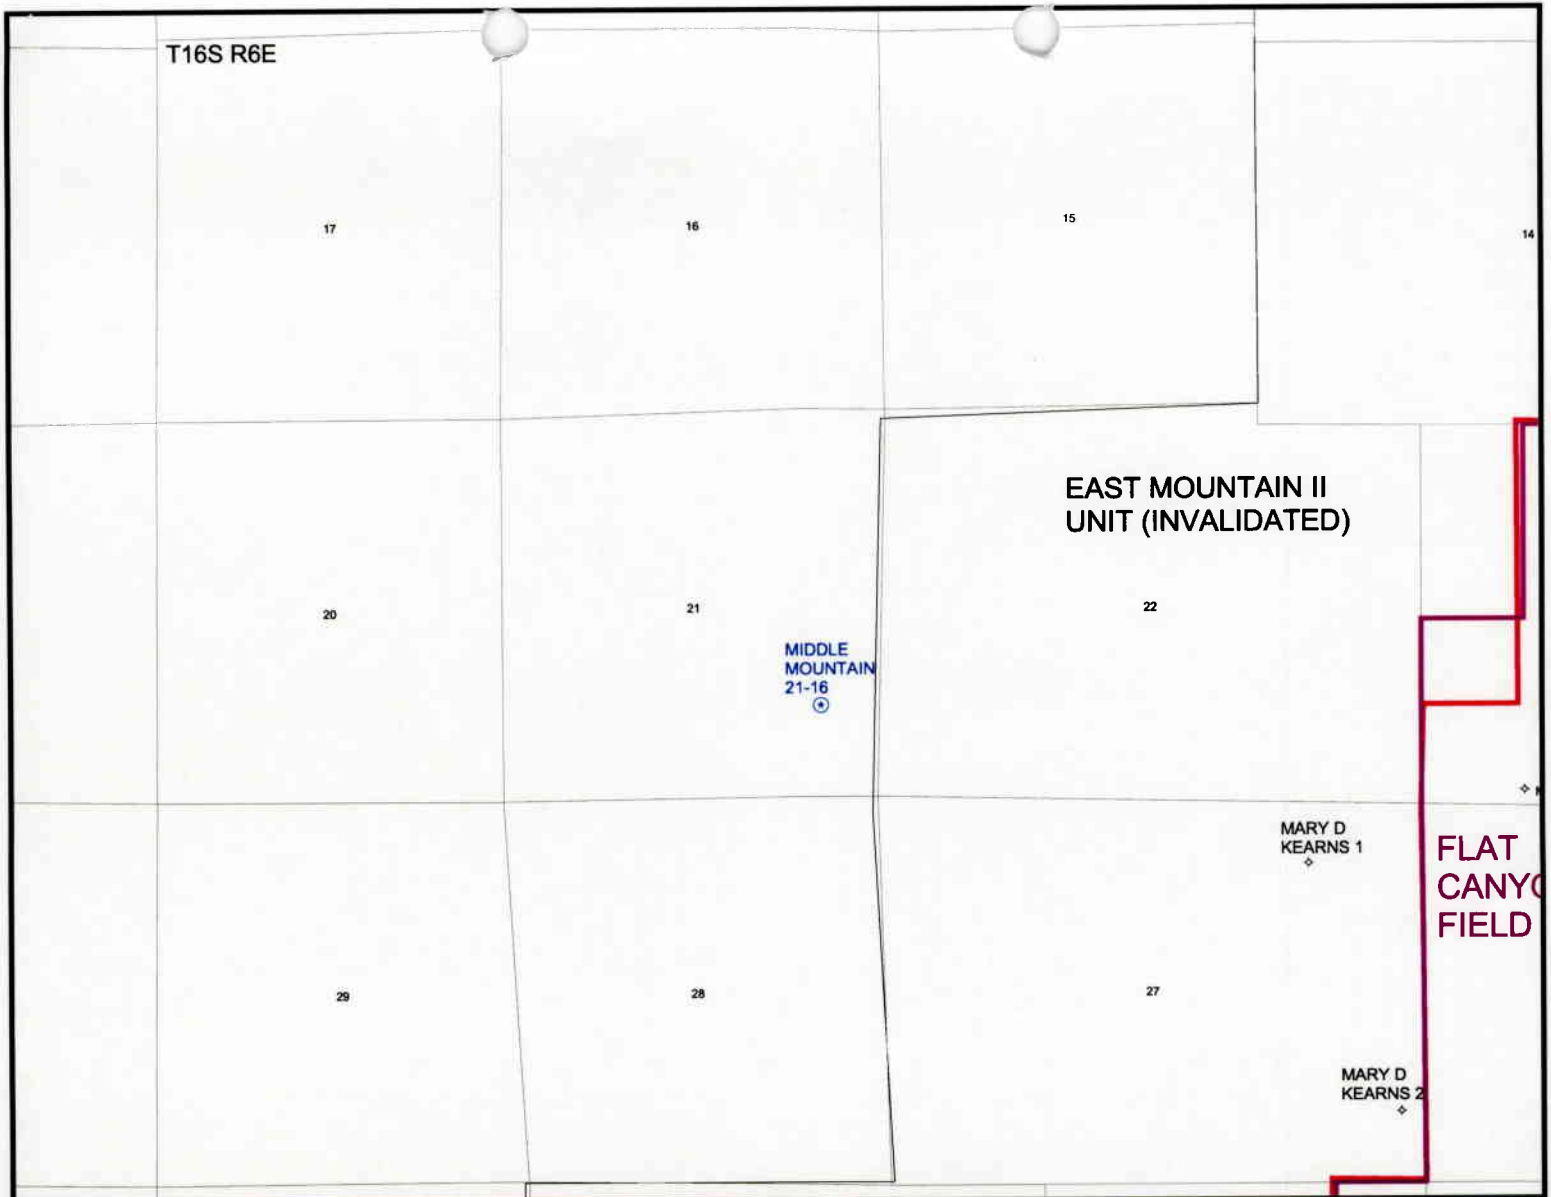 T16S R6E
17
16
15
14
EAST MOUNTAIN II
UNIT (INVALIDATED)
20
21
22
MIDDLE
MOUNTAIN
21-16
MARY D
KEARNS 1
FLAT
CANYO
FIELD
29
28
27
MARY D
KEARNS 2